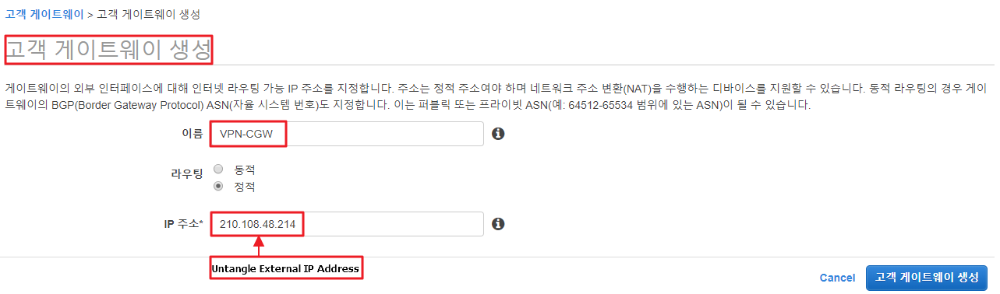 고객 게이트웨이 > 고객 게이트웨이 생성
고객 게이트웨이 생성
게이트웨이의 외부 인터페이스에 대해 인터넷 라우팅 가능 IP 주소를 지정합니다. 주소는 정적 주소여야 하며 네트워크 주소 변환(NAT)을 수행하는 디바이스를 지원할 수 있습니다. 동적 라우팅의 경우 게이
트웨이의 BGP(Border Gateway Protocol) ASN(자율 시스템 번호)도 지정합니다. 이는 퍼블릭 또는 프라이빗 ASN(예: 64512-65534 범위에 있는 ASN)이 될 수 있습니다.
이름 VPN-CGW
라우팅 동적
정적
IP 주소* 210.108.48.214
Untangle External IP Address
Cancel 고객 게이트웨이 생성